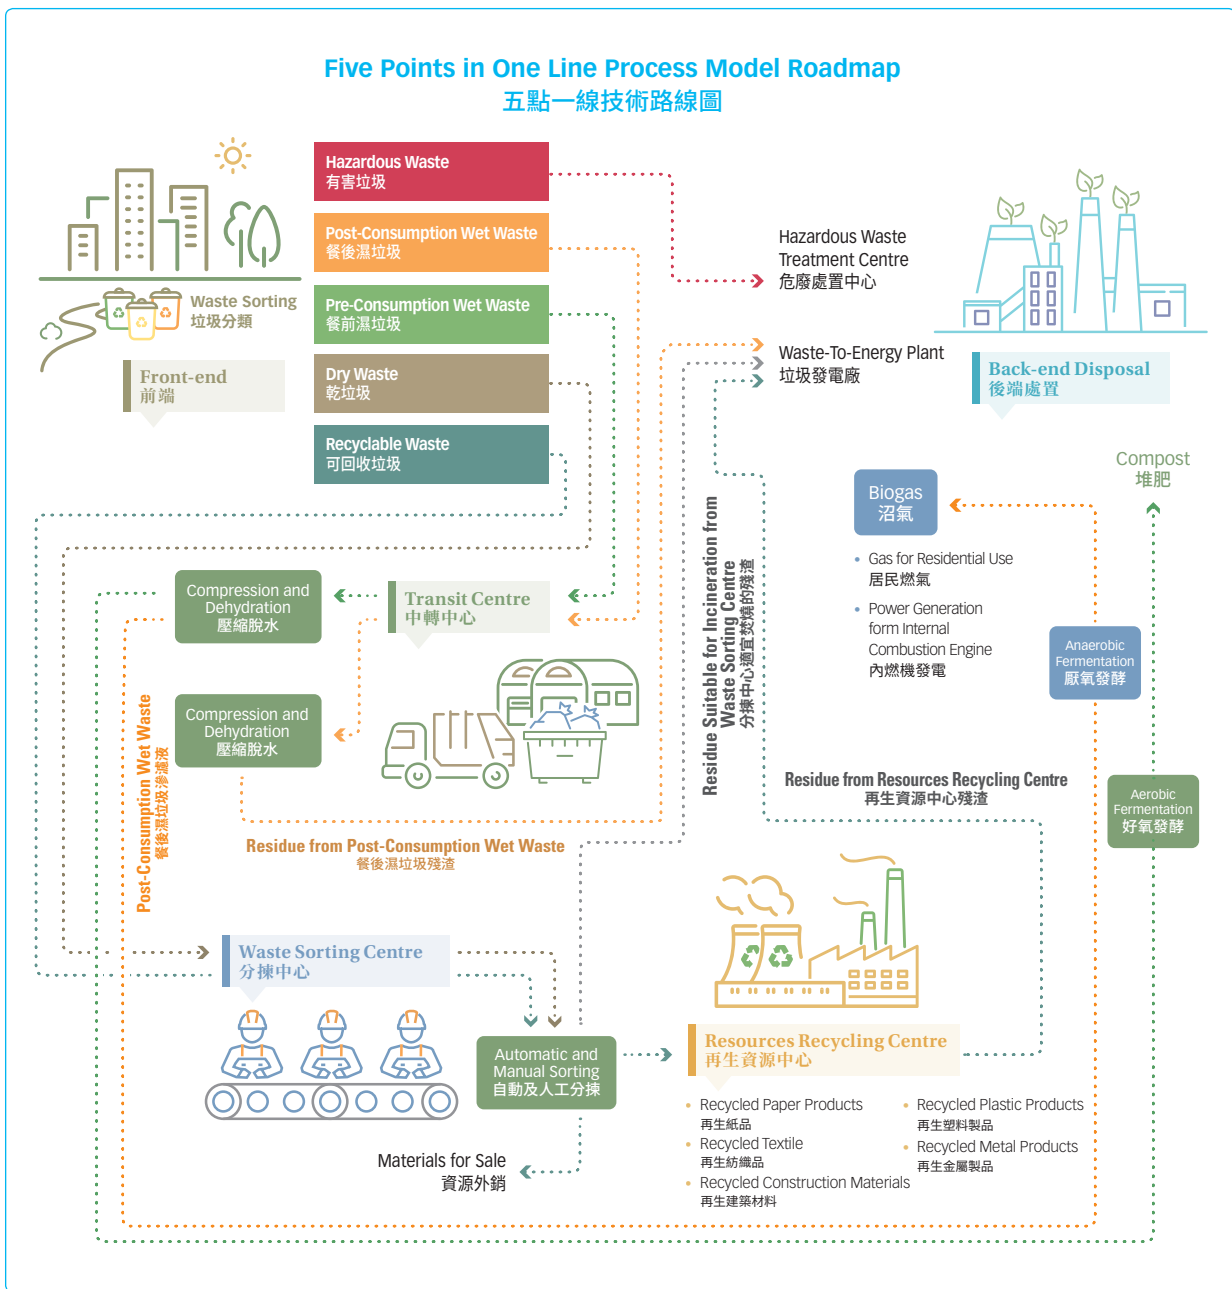 Five Points in One Line Process Model Roadmap
五點一線技術路線圖
Hazardous Waste
有害垃圾
Post-Consumption Wet Waste
餐後濕垃圾
Pre-Consumption Wet Waste
餐前濕垃圾
Dry Waste
乾垃圾
Recyclable Waste
可回收垃圾
Waste Sorting
垃圾分類
Front-end
前端
Hazardous Waste
Treatment Centre
危廢處置中心
Waste-To-Energy Plant
垃圾發電廠
Back-end Disposal
後端處置
Compost
堆肥
Biogas
沼氣
• Gas for Residential Use
居民燃氣
• Power Generation
form Internal
Combustion Engine
內燃機發電
Anaerobic
Fermentation
厭氧發酵
Aerobic
Fermentation
好氧發酵
Compression and
Dehydration
壓縮脫水
Transit Centre
中轉中心
Compression and
Dehydration
壓縮脫水
Post-Consumption Wet Waste
餐後濕垃圾滲濾液
Residue from Post-Consumption Wet Waste
餐後濕垃圾殘渣
Residue Suitable for Incineration from
Waste Sorting Centre
分揀中心適宜焚燒的殘渣
Residue from Resources Recycling Centre
再生資源中心殘渣
Waste Sorting Centre
分揀中心
Automatic and
Manual Sorting
自動及人工分揀
Materials for Sale
資源外銷
Resources Recycling Centre
再生資源中心
• Recycled Paper Products
再生紙品
• Recycled Textile
再生紡織品
• Recycled Construction Materials
再生建築材料
• Recycled Plastic Products
再生塑料製品
• Recycled Metal Products
再生金屬製品